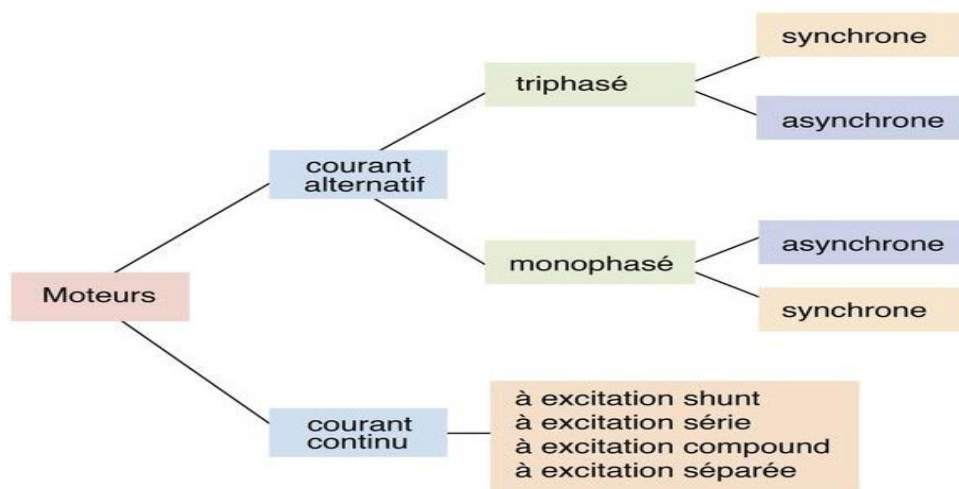 synchrone
triphasé
asynchrone
courant
alternatif
asynchrone
monophasé
synchrone
Moteurs
courant
continu
à excitation shunt
à excitation série
à excitation compound
à excitation séparée